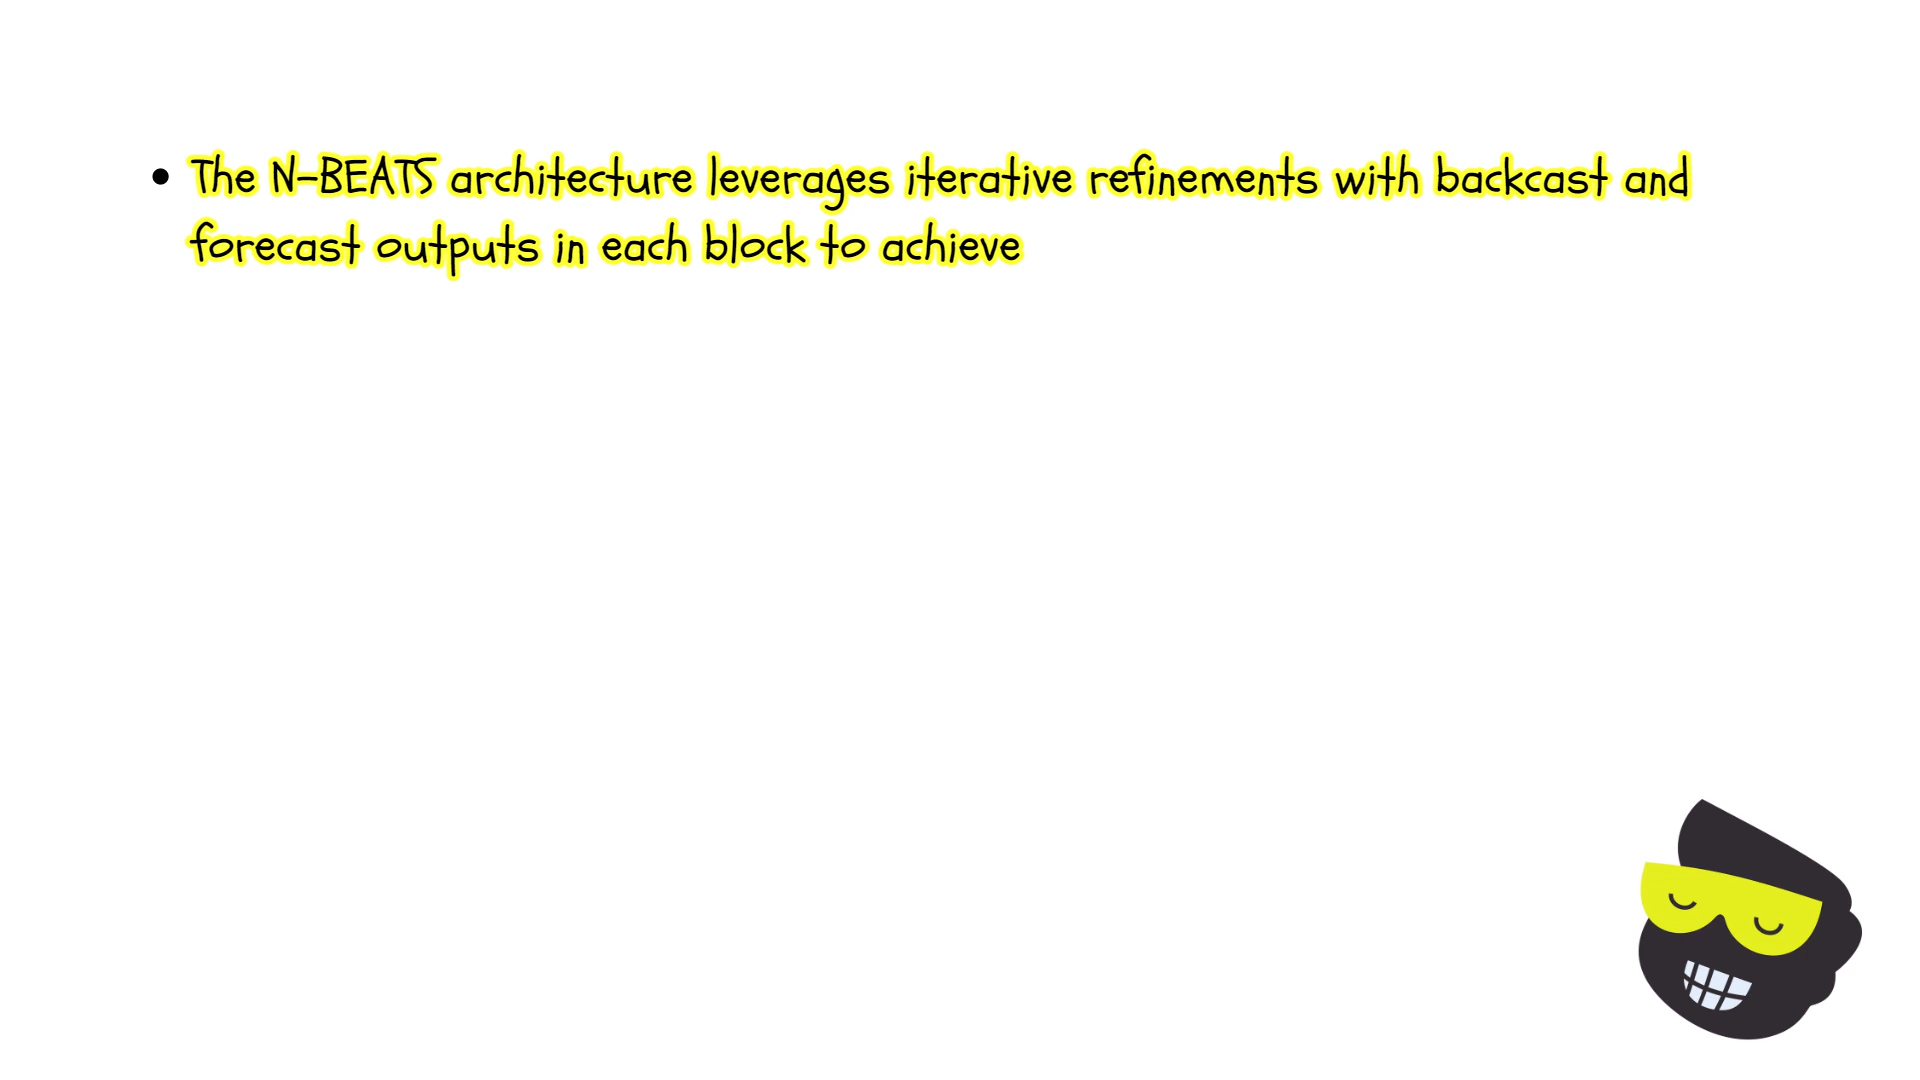 • The N-BEATS architecture leverages iterative refinements with backcast and
forecast outputs in each block to achieve